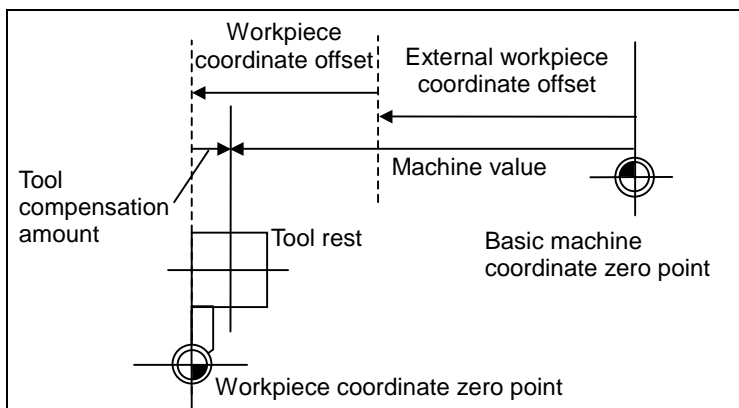 Workpiece
coordinate offset
External workpiece
coordinate offset
Machine value
Tool
compensation
amount
Tool rest
Basic machine
coordinate zero point
Workpiece coordinate zero point